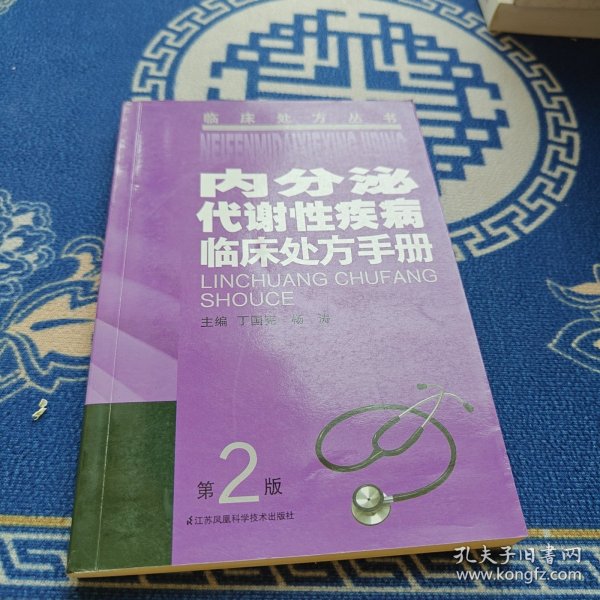 临床处方丛书
内分泌
代谢性疾病
临床处方手册
LINCHUANG CHUFANG
SHOUCE
主编 丁国宪 杨 涛
第2版
江苏凤凰科学技术出版社
孔夫子旧书网
www.kongfz.com